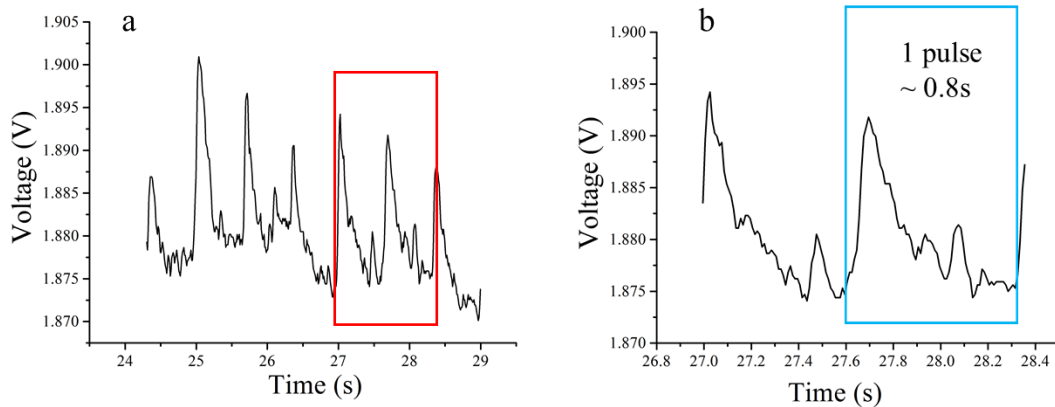 a
1.905
1.900
1.895
1.890
1.885
1.880
1.875
1.870
Voltage (V)
24 25 26 27 28 29
Time (s)
b
1 pulse
~ 0.8s
1.900
1.895
1.890
1.885
1.880
1.875
1.870
Voltage (V)
26.8 27.0 27.2 27.4 27.6 27.8 28.0 28.2 28.4
Time (s)